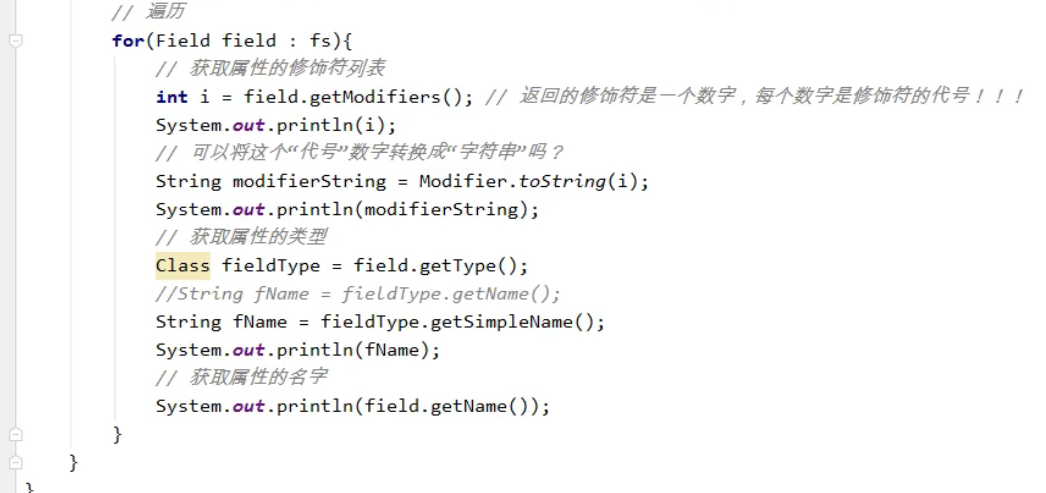 // 遍历
for(Field field : fs){
// 获取属性的修饰符列表
int i = field.getModifiers(); // 返回的修饰符是一个数字，每个数字是修饰符的代号！！！
System.out.println(i);
// 可以将这个“代号”数字转换成“字符串”吗？
String modifierString = Modifier.toString(i);
System.out.println(modifierString);
// 获取属性的类型
Class fieldType = field.getType();
//String fName = fieldType.getName();
String fName = fieldType.getSimpleName();
System.out.println(fName);
// 获取属性的名字
System.out.println(field.getName());
}
}
}